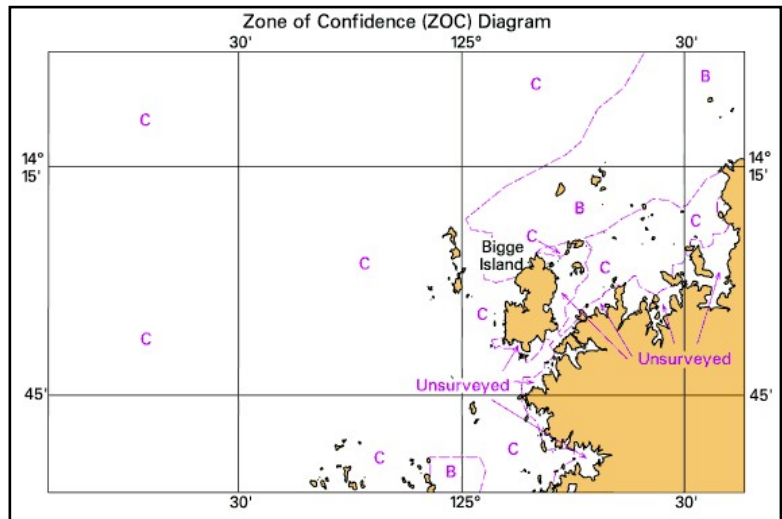 Zone of Confidence (ZOC) Diagram
30' 125° 30'
B
C
C
14° 14°
15' 15'
B
C
C
Bigge
Island
C
C
C
C
Unsurveyed
Unsurveyed
45' 45'
C
C
B
30' 125° 30'